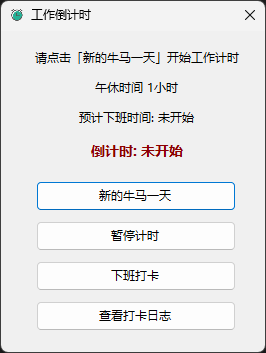 工作倒计时
请点击「新的牛马一天」开始工作计时
午休时间 1小时
预计下班时间: 未开始
倒计时: 未开始
新的牛马一天
暂停计时
下班打卡
查看打卡日志